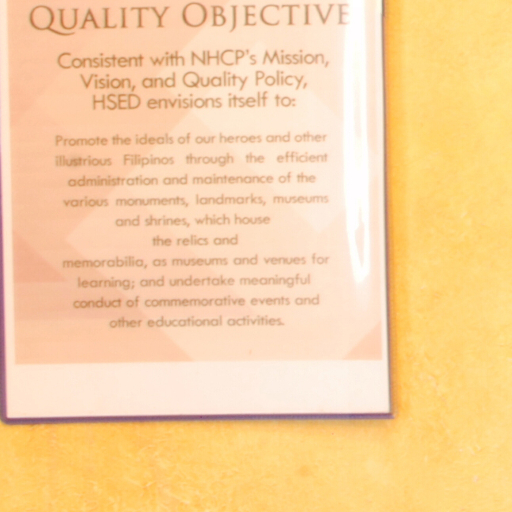 QUALITY OBJECTIVE
Consistent with NHCP's Mission,
Vision, and Quality Policy,
HSED envisions itself to:
Promote the ideals of our heroes and other
illustrious Filipinos through the efficient
administration and maintenance of the
various monuments, landmarks, museums
and shrines, which house
the relics and
memorabilia, as museums and venues for
learning; and undertake meaningful
conduct of commemorative events and
other educational activities.